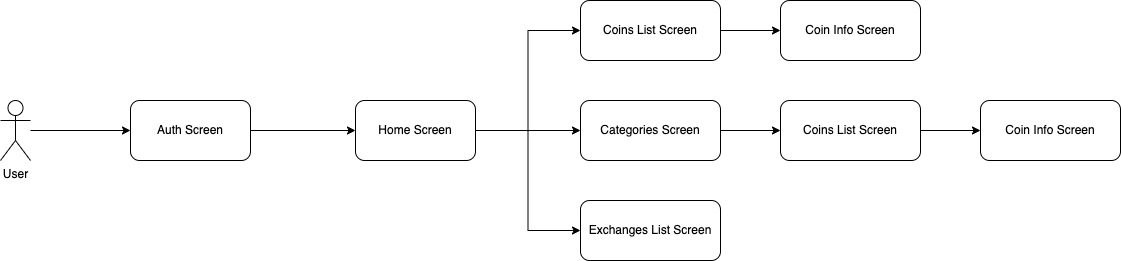 Coins List Screen
Coin Info Screen
User
Auth Screen
Home Screen
Categories Screen
Coins List Screen
Coin Info Screen
Exchanges List Screen